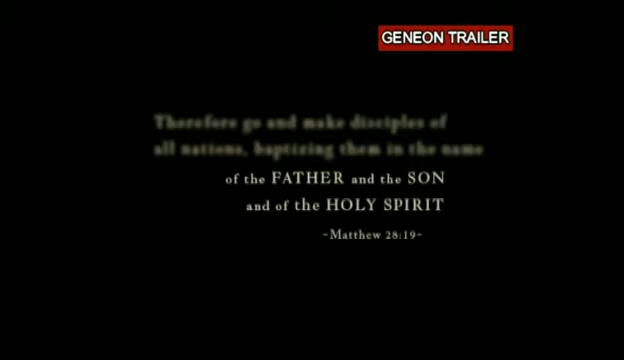 GENEON TRAILER
Therefore go and make disciples of
all nations, baptizing them in the name
of the FATHER and the SON
and of the HOLY SPIRIT
~Matthew 28:19~